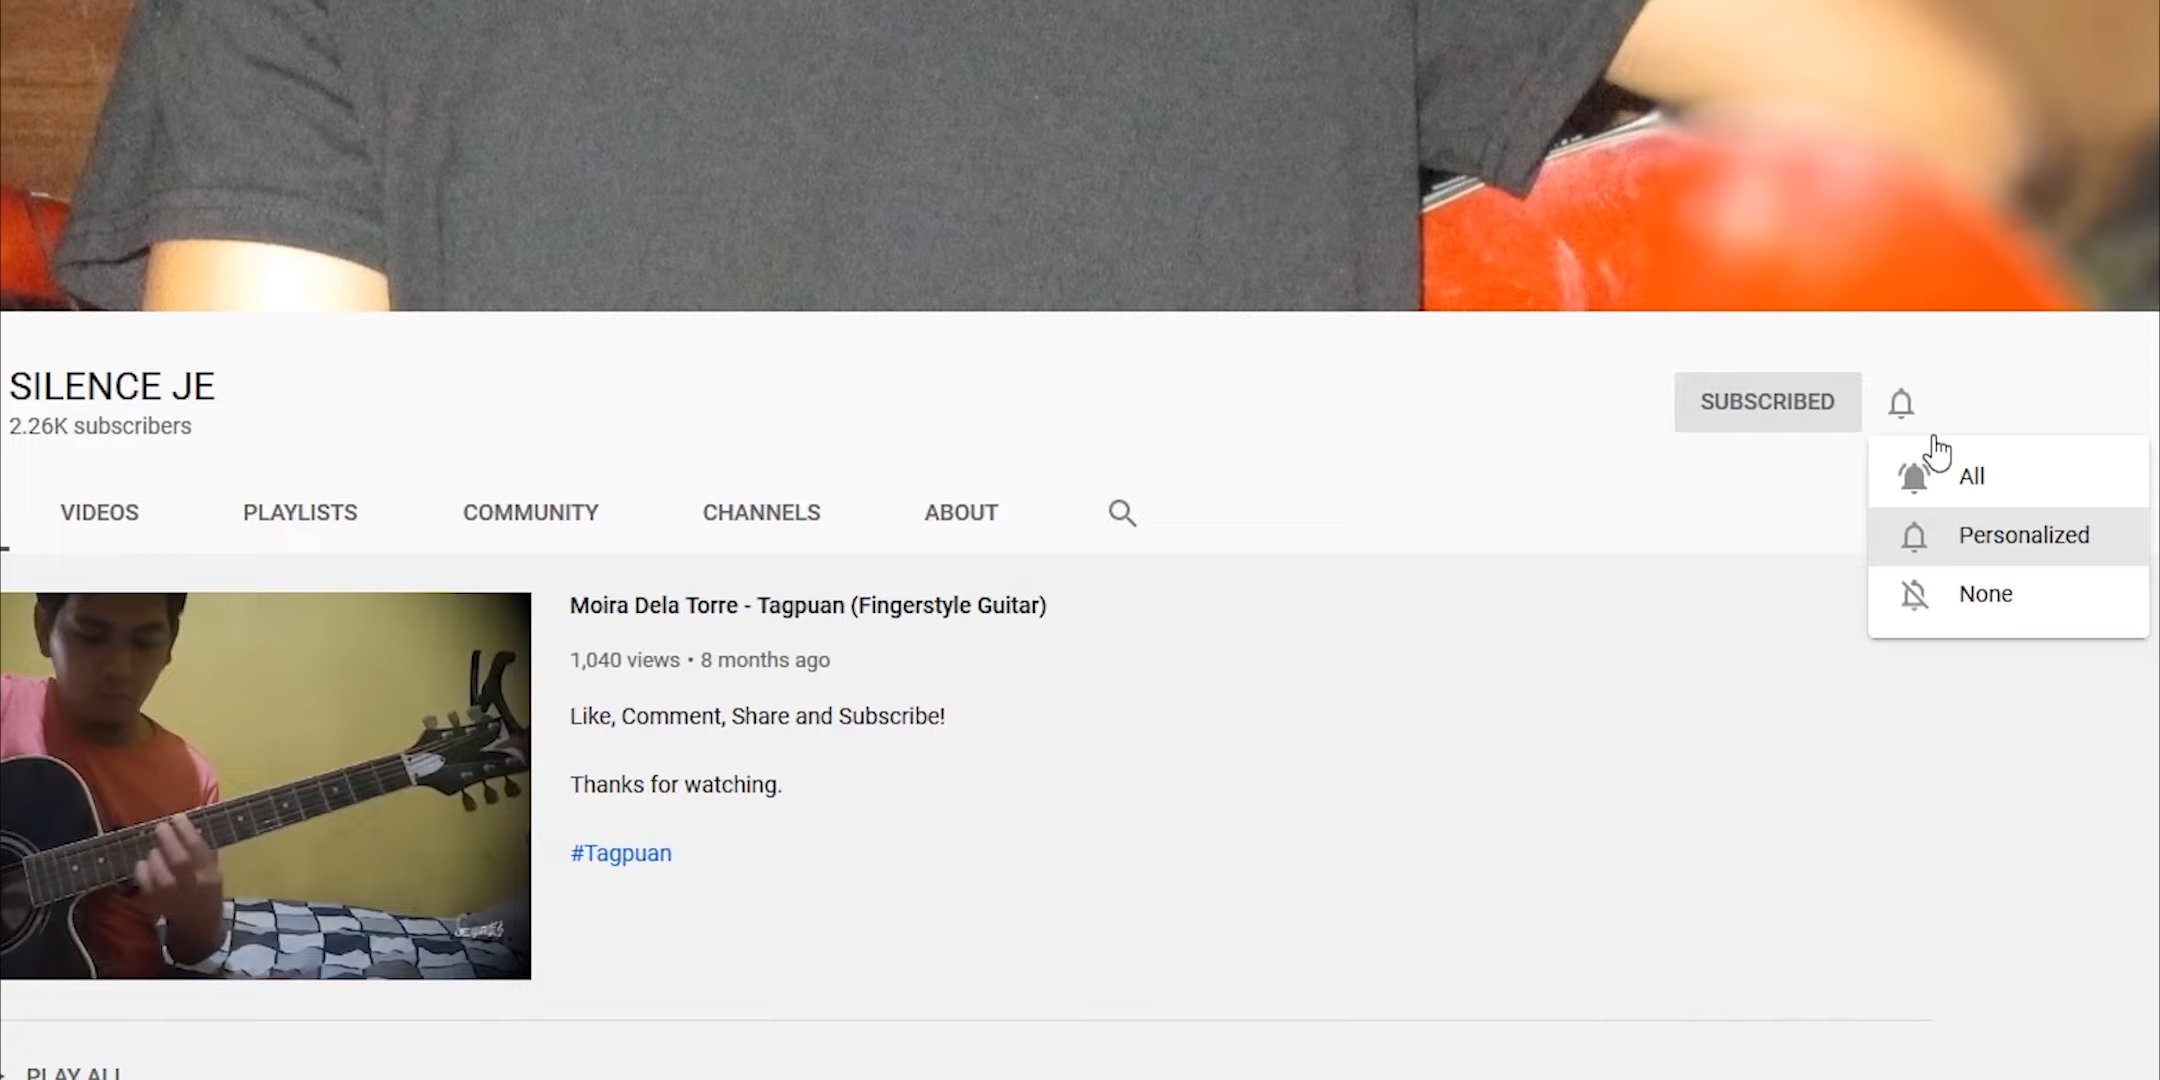 SILENCE JE
2.26K subscribers
SUBSCRIBED
All
Personalized
None
VIDEOS
PLAYLISTS
COMMUNITY
CHANNELS
ABOUT
Moira Dela Torre - Tagpuan (Fingerstyle Guitar)
1,040 views • 8 months ago
Like, Comment, Share and Subscribe!
Thanks for watching.
#Tagpuan
PLAY ALL